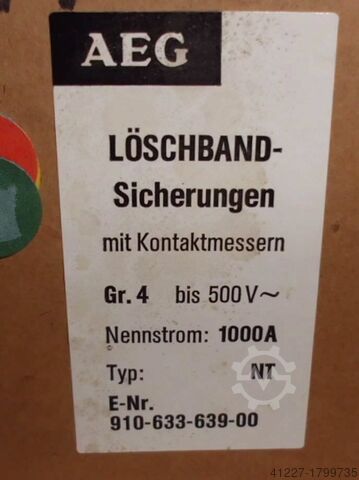 AEG
LÖSCHBAND-
Sicherungen
mit Kontaktmessern
Gr. 4 bis 500 V~
Nennstrom: 1000A
Typ: NT
E-Nr.
910-633-639-00
41227-1799735